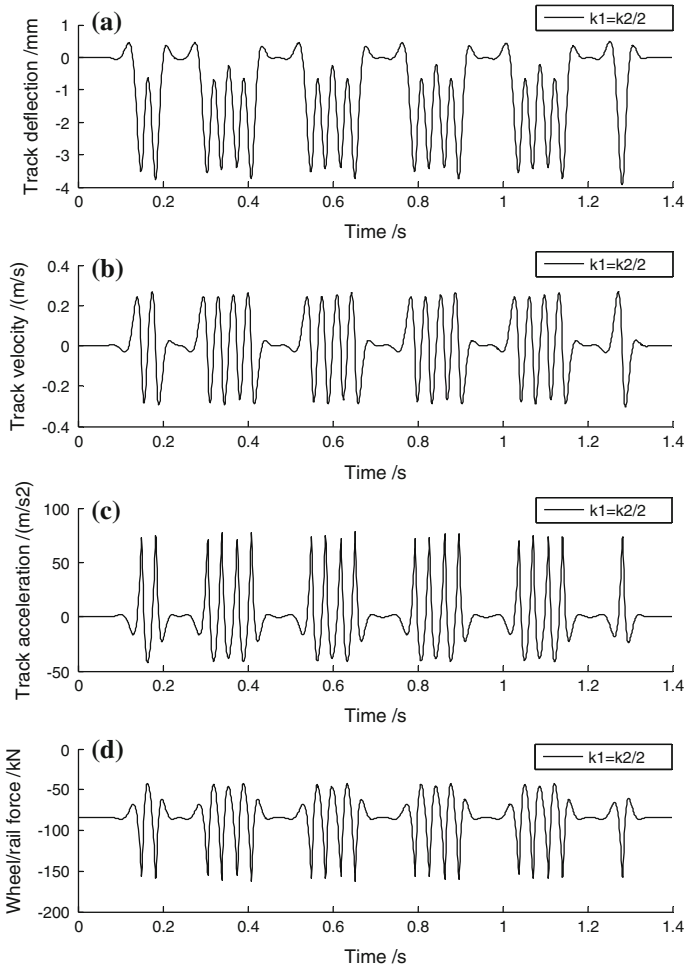 (a)
k1=k2/2
Track deflection /mm
1
0
-1
-2
-3
-4
0 0.2 0.4 0.6 0.8 1 1.2 1.4
Time /s
(b)
k1=k2/2
Track velocity /(m/s)
0.4
0.2
0
-0.2
-0.4
0 0.2 0.4 0.6 0.8 1 1.2 1.4
Time /s
(c)
k1=k2/2
Track acceleration /(m/s2)
100
50
0
-50
0 0.2 0.4 0.6 0.8 1 1.2 1.4
Time /s
(d)
k1=k2/2
Wheel/rail force /kN
0
-50
-100
-150
-200
0 0.2 0.4 0.6 0.8 1 1.2 1.4
Time /s